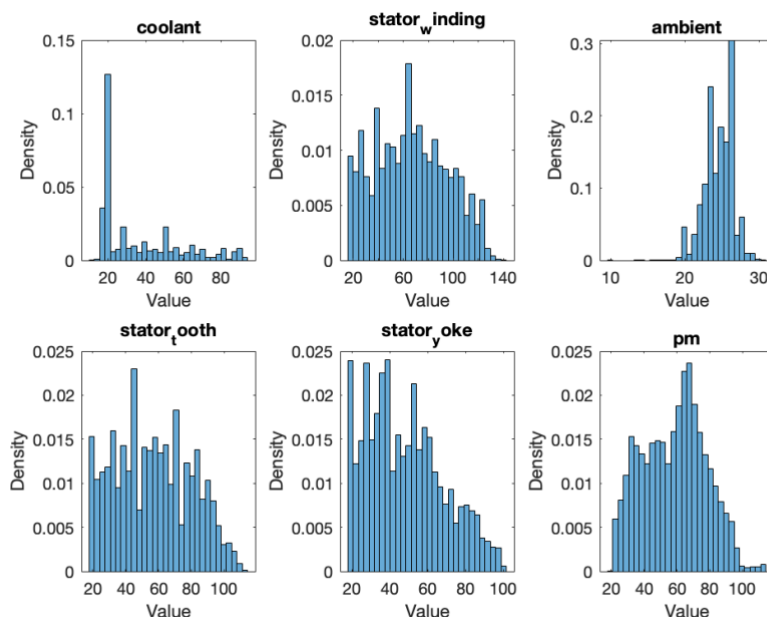 coolant
0.15
0.1
0.05
0
Density
20 40 60 80
Value
stator_winding
0.02
0.015
0.01
0.005
0
Density
20 60 100 140
Value
ambient
0.3
0.2
0.1
0
Density
10 20 30
Value
stator_tooth
0.025
0.02
0.015
0.01
0.005
0
Density
20 40 60 80 100
Value
stator_yoke
0.025
0.02
0.015
0.01
0.005
0
Density
20 40 60 80 100
Value
pm
0.025
0.02
0.015
0.01
0.005
0
Density
20 40 60 80 100
Value